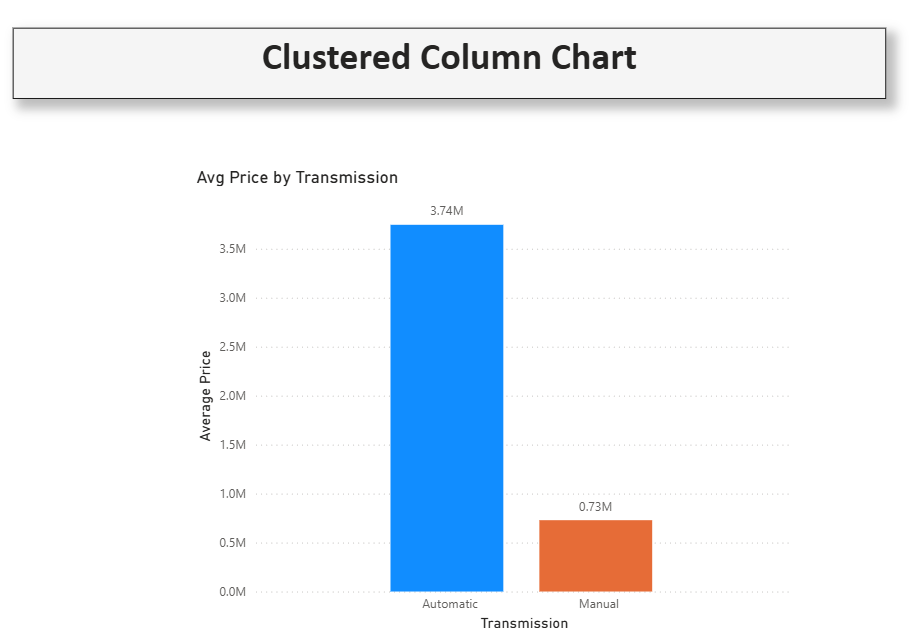 Clustered Column Chart
Avg Price by Transmission
3.74M
3.5M
3.0M
2.5M
2.0M
1.5M
1.0M
0.5M
0.0M
Average Price
0.73M
Automatic
Manual
Transmission